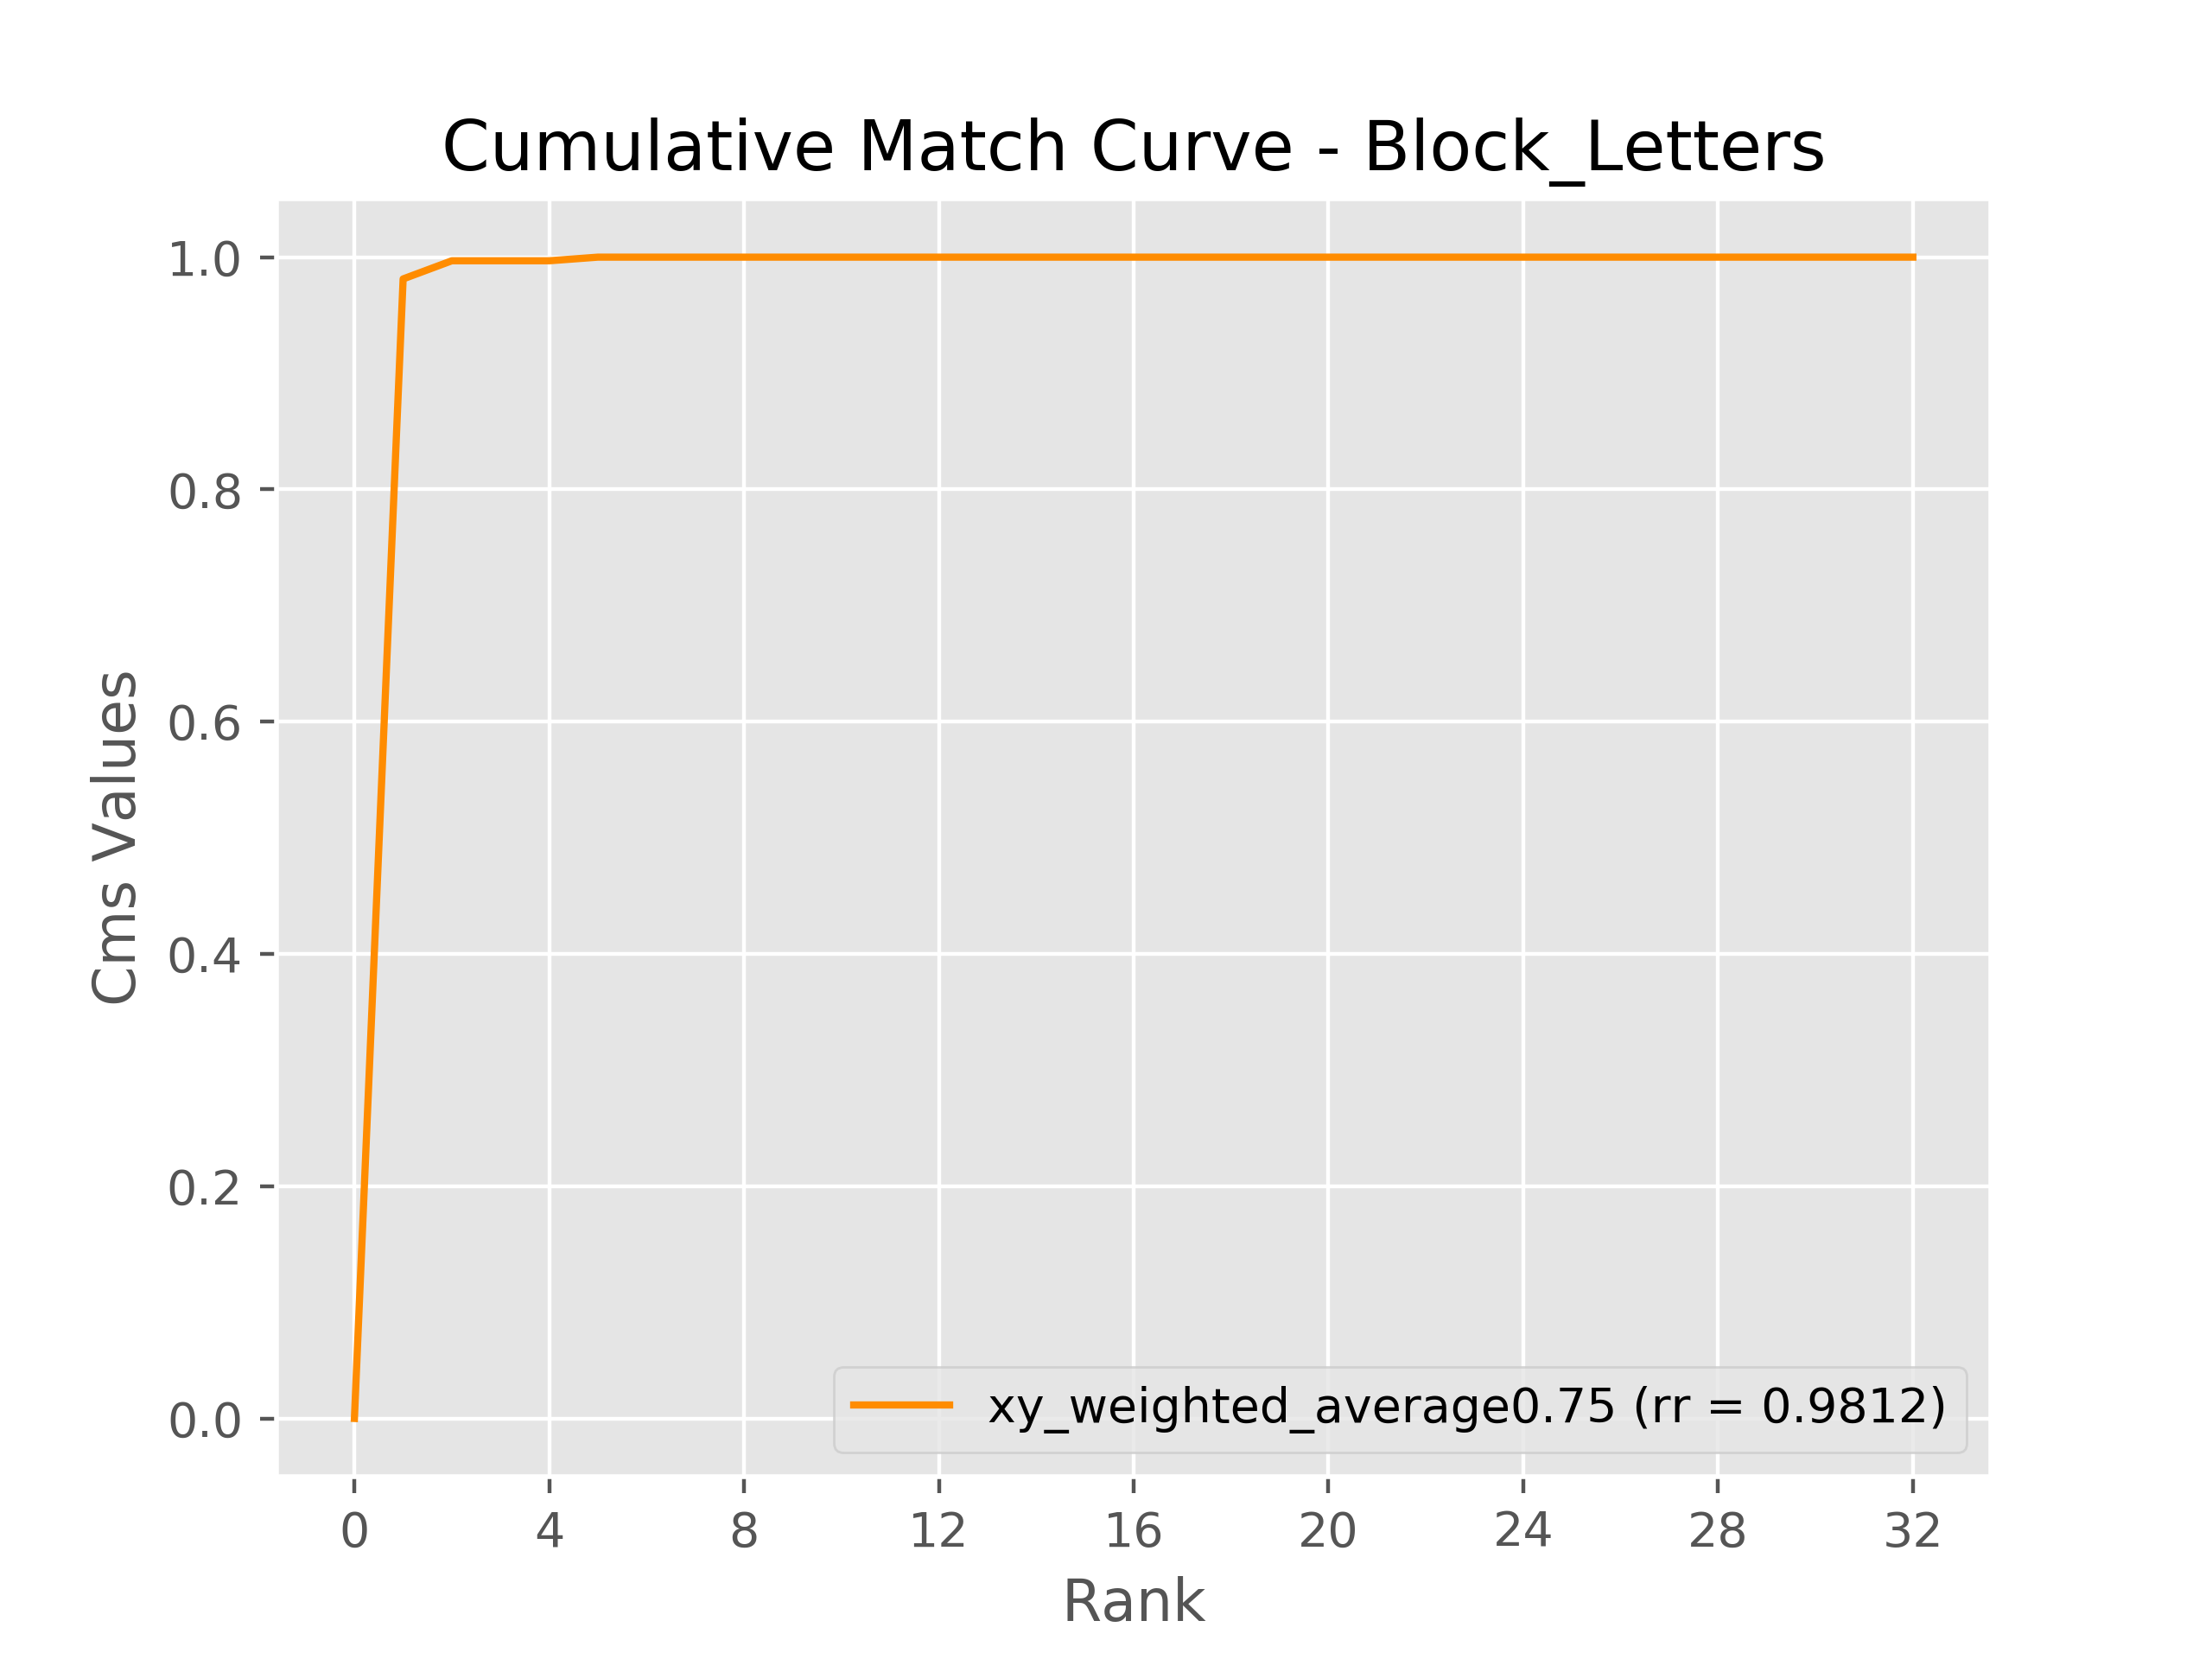 Cumulative Match Curve - Block_Letters
1.0
0.8
0.6
0.4
0.2
0.0
Cms Values
xy_weighted_average0.75 (rr = 0.9812)
0 4 8 12 16 20 24 28 32
Rank